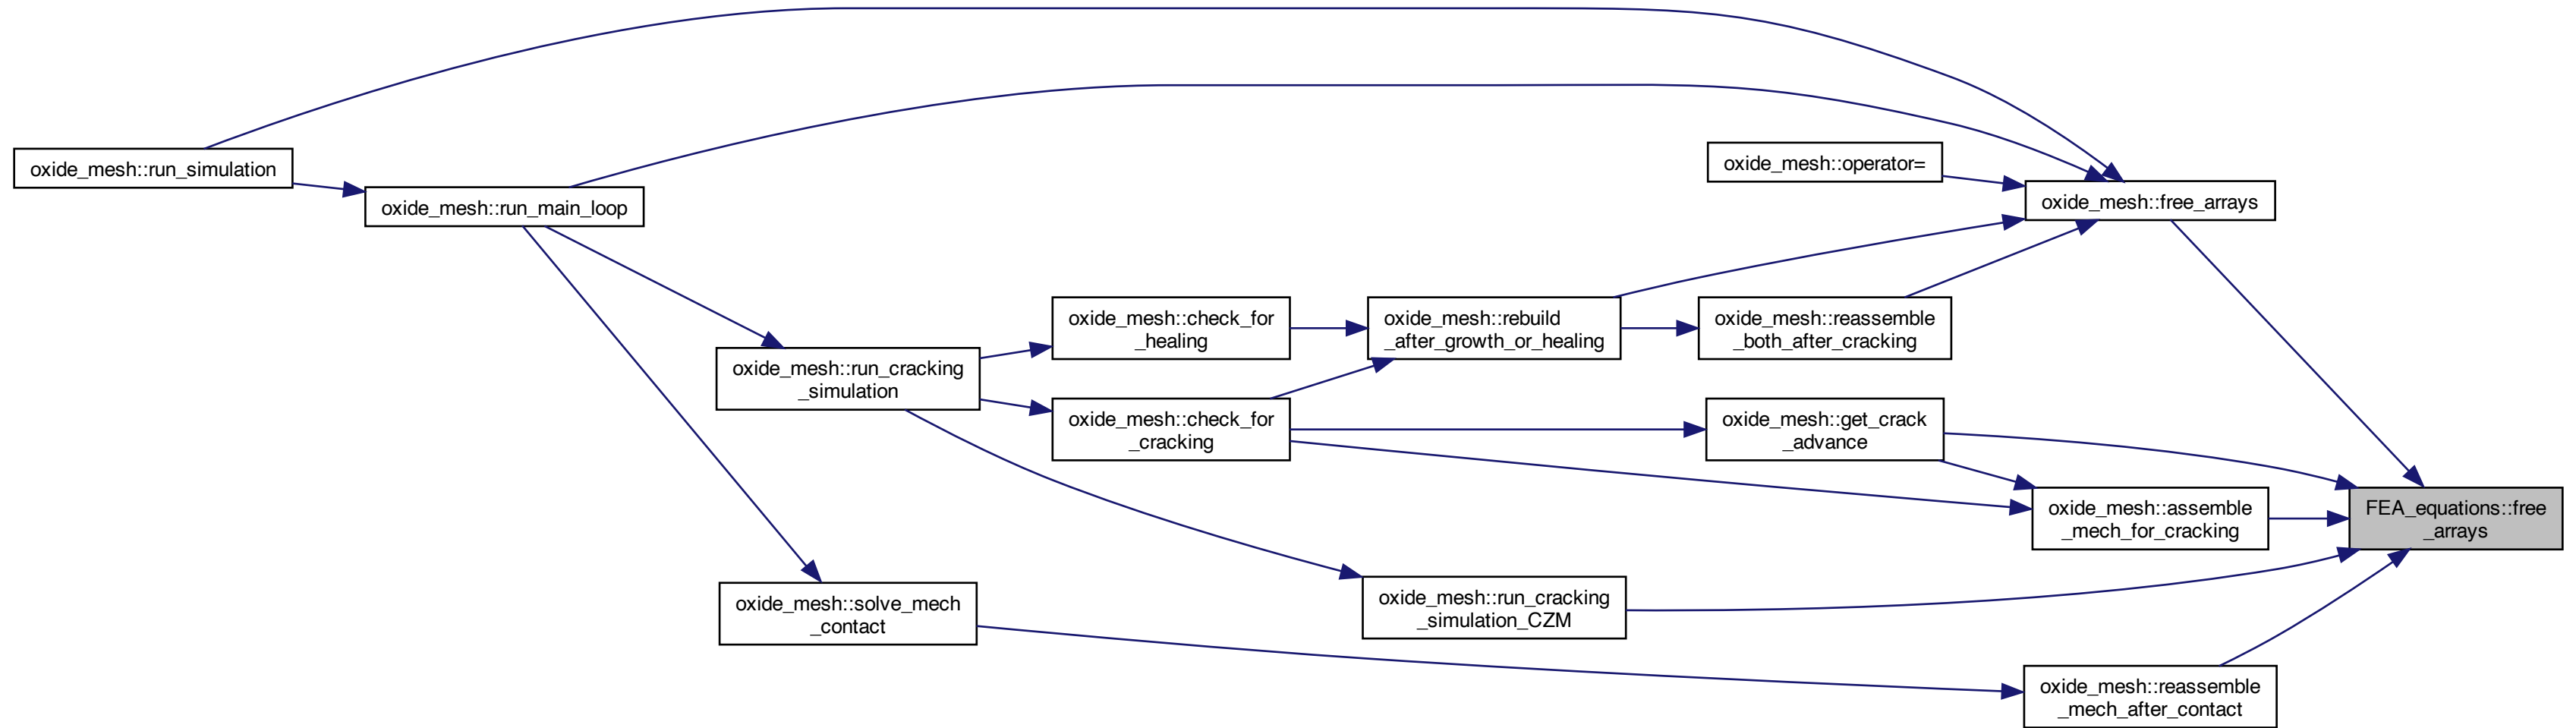 oxide_mesh::run_simulation
oxide_mesh::run_main_loop
oxide_mesh::operator=
oxide_mesh::free_arrays
oxide_mesh::check_for
_healing
oxide_mesh::rebuild
_after_growth_or_healing
oxide_mesh::reassemble
_both_after_cracking
oxide_mesh::run_cracking
_simulation
oxide_mesh::check_for
_cracking
oxide_mesh::get_crack
_advance
oxide_mesh::assemble
_mech_for_cracking
FEA_equations::free
_arrays
oxide_mesh::solve_mech
_contact
oxide_mesh::run_cracking
_simulation_CZM
oxide_mesh::reassemble
_mech_after_contact